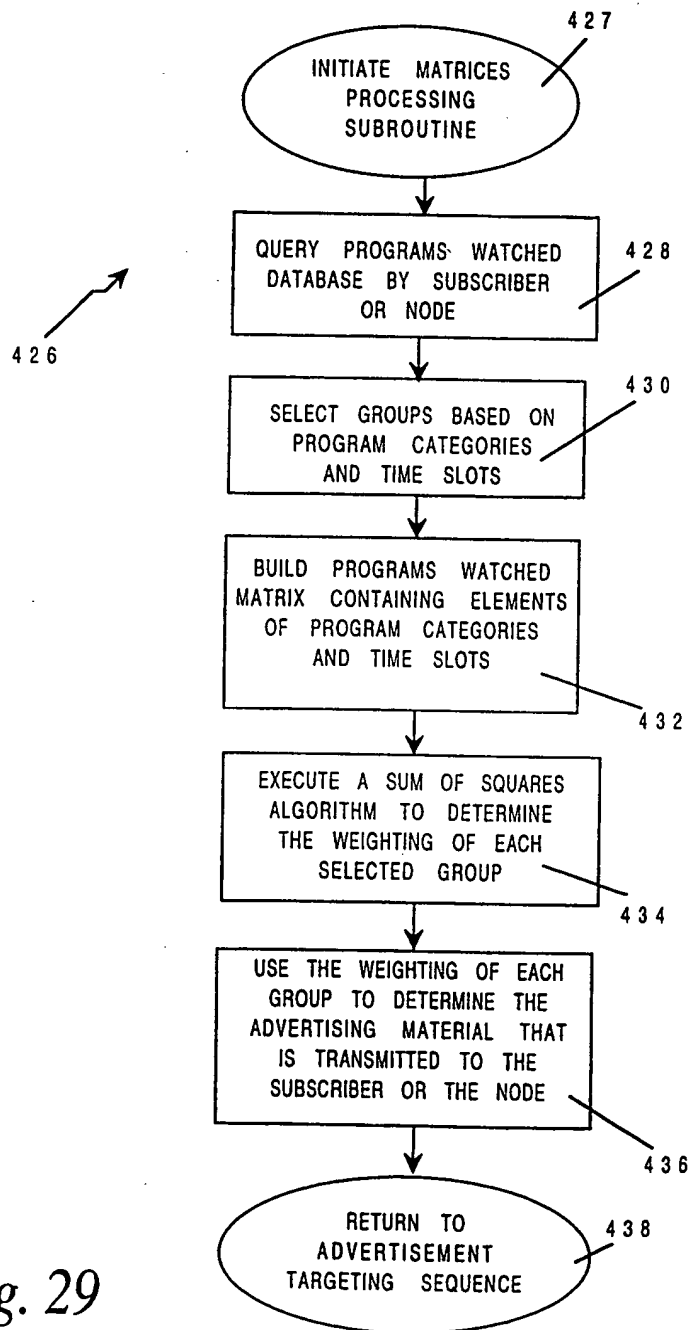 427
INITIATE MATRICES
PROCESSING
SUBROUTINE
QUERY PROGRAMS WATCHED
DATABASE BY SUBSCRIBER
OR NODE
428
426
430
SELECT GROUPS BASED ON
PROGRAM CATEGORIES
AND TIME SLOTS
BUILD PROGRAMS WATCHED
MATRIX CONTAINING ELEMENTS
OF PROGRAM CATEGORIES
AND TIME SLOTS
432
EXECUTE A SUM OF SQUARES
ALGORITHM TO DETERMINE
THE WEIGHTING OF EACH
SELECTED GROUP
434
USE THE WEIGHTING OF EACH
GROUP TO DETERMINE THE
ADVERTISING MATERIAL THAT
IS TRANSMITTED TO THE
SUBSCRIBER OR THE NODE
436
RETURN TO
ADVERTISEMENT
TARGETING SEQUENCE
438
g. 29